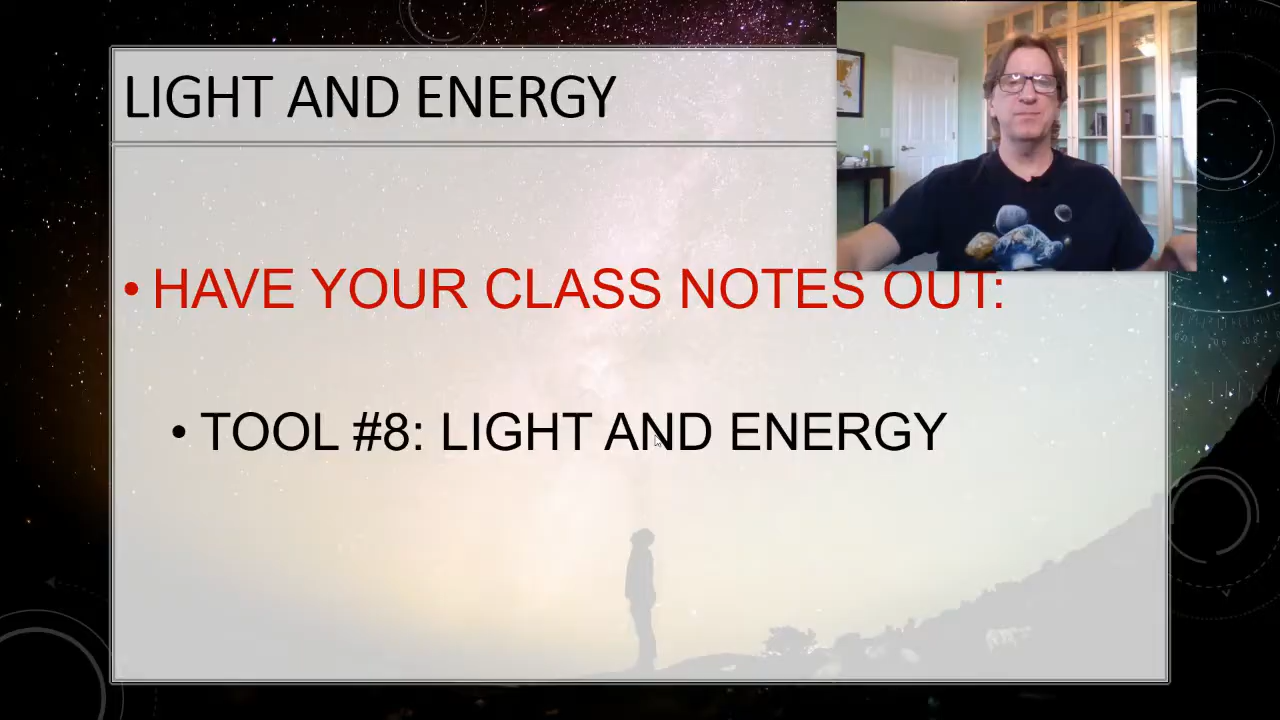 LIGHT AND ENERGY
• HAVE YOUR CLASS NOTES OUT:
• TOOL #8: LIGHT AND ENERGY